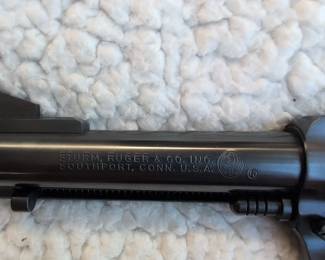 STURM, RUGER & CO. INC.
SOUTHPORT, CONN. U.S.A. ®